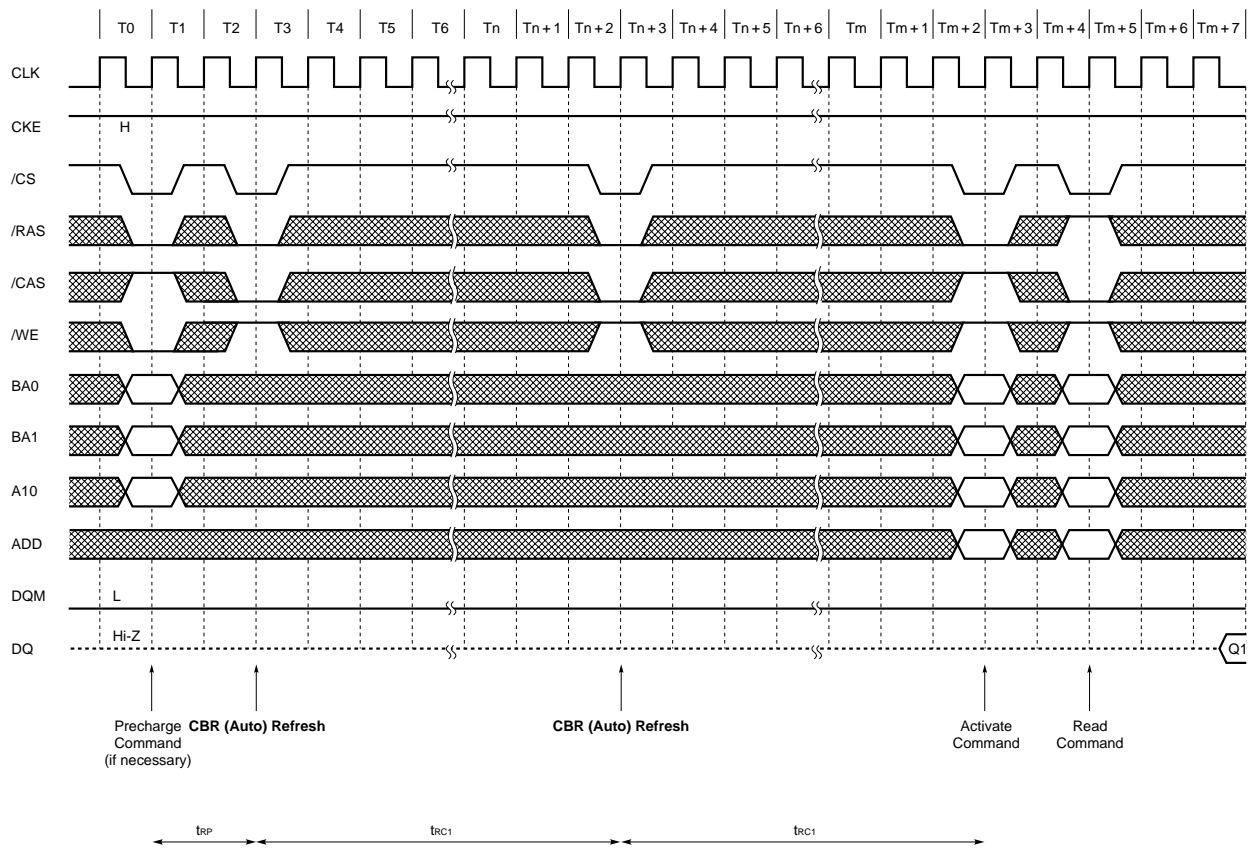 T0 T1 T2 T3 T4 T5 T6 Tn Tn + 1 Tn + 2 Tn + 3 Tn + 4 Tn + 5 Tn + 6 Tm Tm + 1 Tm + 2 Tm + 3 Tm + 4 Tm + 5 Tm + 6 Tm + 7
CLK
CKE H
/CS
/RAS
/CAS
/WE
BA0
BA1
A10
ADD
DQM L
DQ Hi-Z Q1
Precharge
Command
(if necessary)
CBR (Auto) Refresh
CBR (Auto) Refresh
Activate
Command
Read
Command
tRP tRC1 tRC1